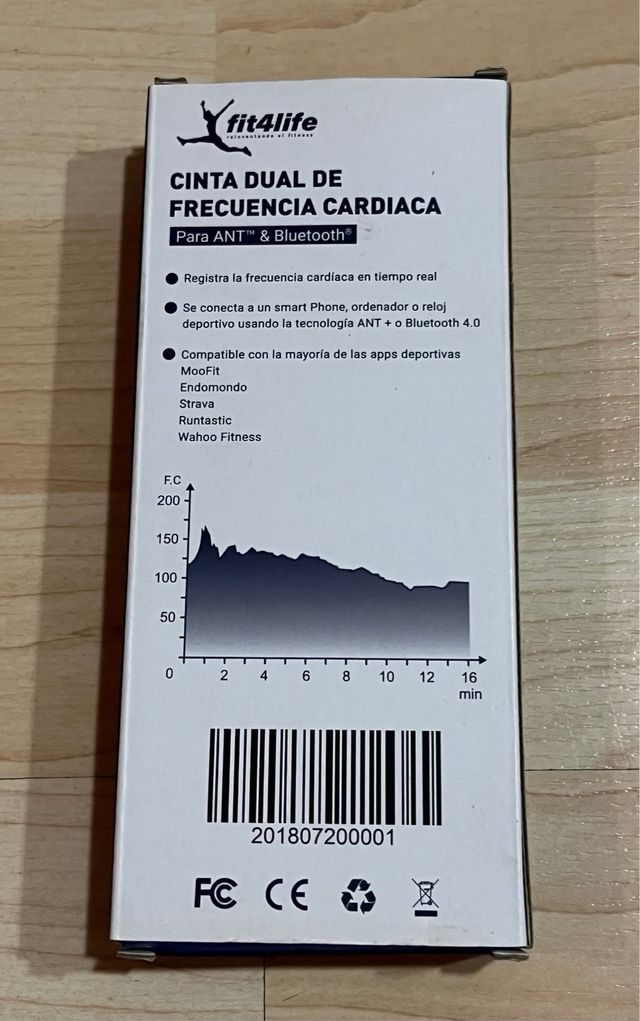 fit4life
reinventando el fitness
CINTA DUAL DE
FRECUENCIA CARDIACA
Para ANT™ & Bluetooth®
● Registra la frecuencia cardíaca en tiempo real
● Se conecta a un smart Phone, ordenador o reloj
deportivo usando la tecnología ANT + o Bluetooth 4.0
● Compatible con la mayoría de las apps deportivas
MooFit
Endomondo
Strava
Runtastic
Wahoo Fitness
F.C
200
150
100
50
0 2 4 6 8 10 12 16
min
201807200001
FC CE